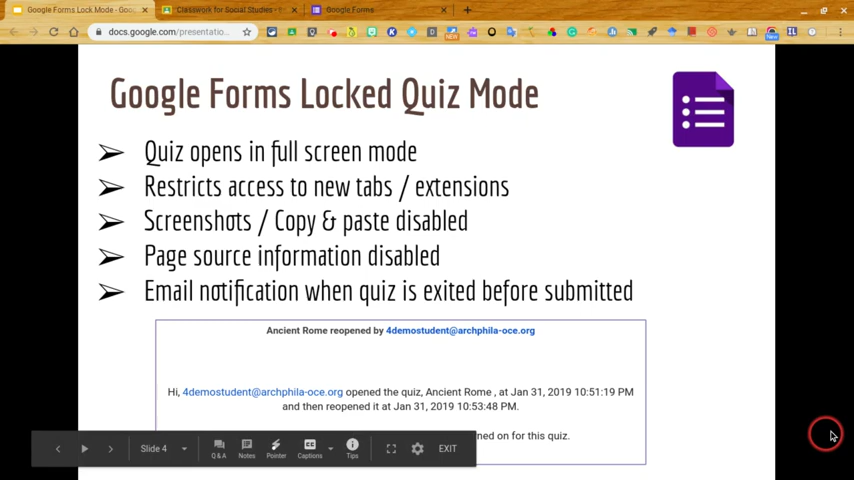 Google Forms Lock Mode - Goo
Classwork for Social Studies - 
Google Forms
docs.google.com/presentatio...
NEW
New
Google Forms Locked Quiz Mode
➢ Quiz opens in full screen mode
➢ Restricts access to new tabs / extensions
➢ Screenshots / Copy & paste disabled
➢ Page source information disabled
➢ Email notification when quiz is exited before submitted
Ancient Rome reopened by 4demostudent@archphila-oce.org
Hi, 4demostudent@archphila-oce.org opened the quiz, Ancient Rome , at Jan 31, 2019 10:51:19 PM
and then reopened it at Jan 31, 2019 10:53:48 PM.
ned on for this quiz.
Slide 4
Q & A
Notes
Pointer
Captions
Tips
EXIT